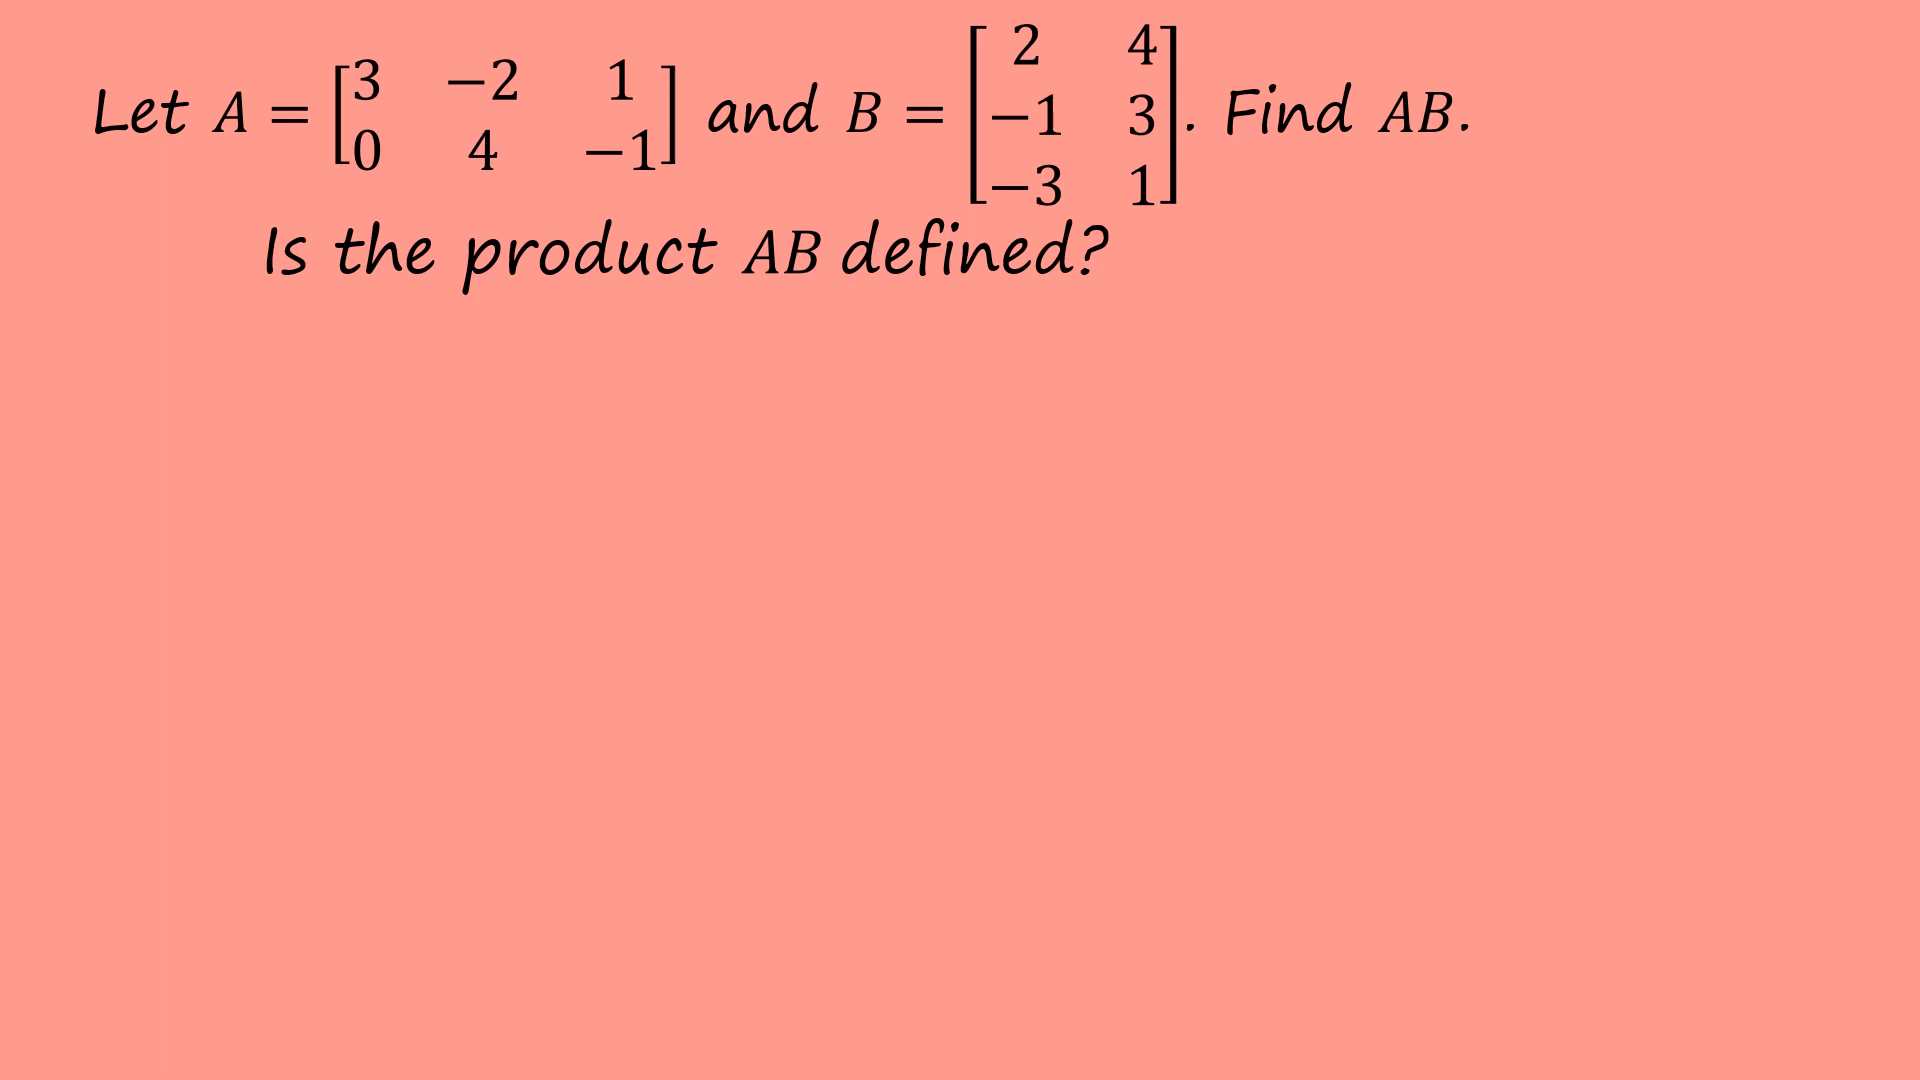 Let A = [3 −2 1; 0 4 −1] and B = [2 4; −1 3; −3 1]. Find AB.
Is the product AB defined?